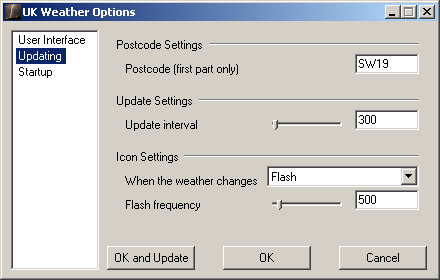 UK Weather Options
User Interface
Updating
Startup
Postcode Settings
Postcode (first part only) SW19
Update Settings
Update interval 300
Icon Settings
When the weather changes Flash
Flash frequency 500
OK and Update OK Cancel